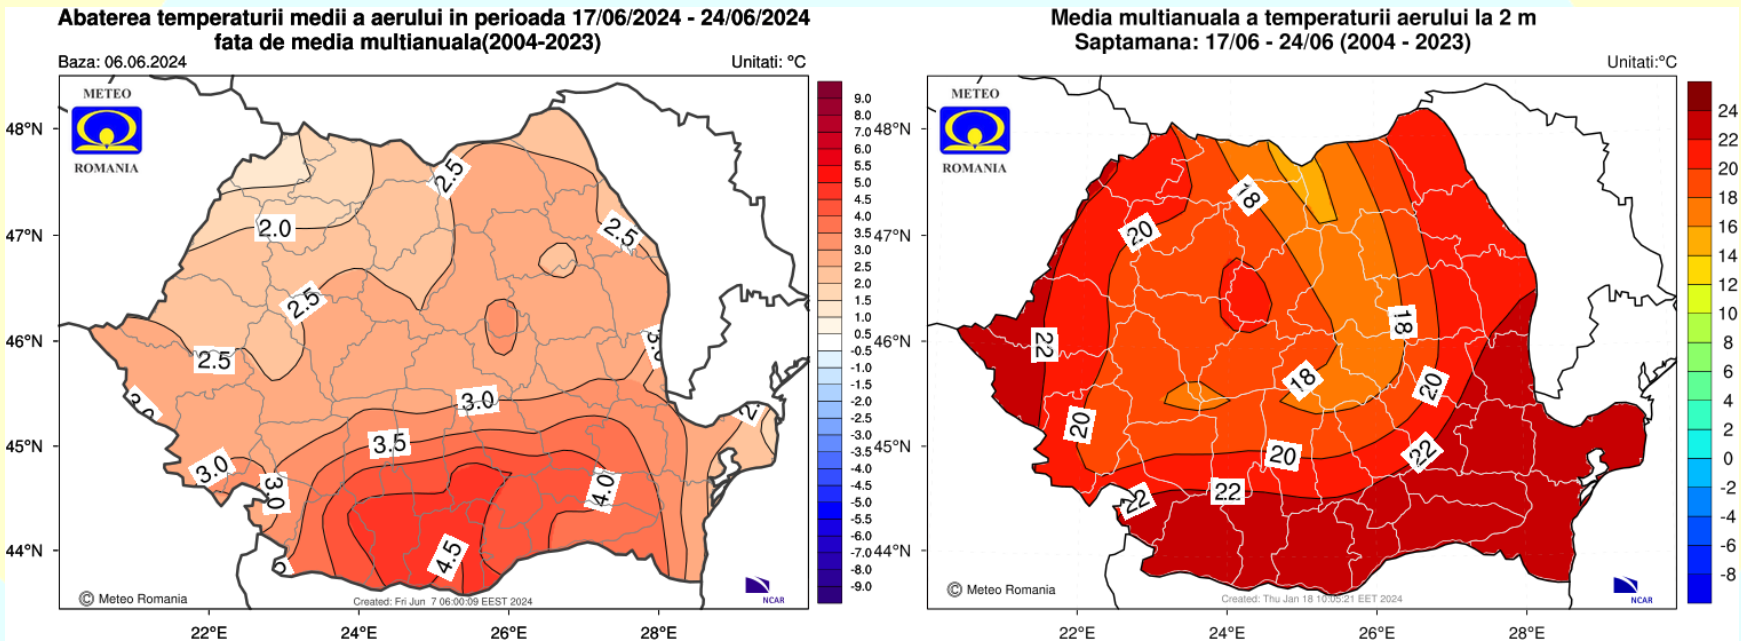 Abaterea temperaturii medii a aerului in perioada 17/06/2024 - 24/06/2024
fata de media multianuala(2004-2023)
Baza: 06.06.2024
Unitati: °C
METEO
ROMANIA
48°N
47°N
46°N
45°N
44°N
22°E
24°E
26°E
28°E
2.5
2.0
2.5
2.5
2.5
3.0
3.0
3.5
3.0
3.0
4.0
4.5
9.0
8.0
7.0
6.0
5.5
5.0
4.5
4.0
3.5
3.0
2.5
2.0
1.5
1.0
0.5
-0.5
-1.0
-1.5
-2.0
-2.5
-3.0
-3.5
-4.0
-4.5
-5.0
-5.5
-6.0
-7.0
-8.0
-9.0
© Meteo Romania
Created: Fri Jun 7 06:00:09 EEST 2024
NCAR
Media multianuala a temperaturii aerului la 2 m
Saptamana: 17/06 - 24/06 (2004 - 2023)
Unitati:°C
METEO
ROMANIA
48°N
47°N
46°N
45°N
44°N
22°E
24°E
26°E
28°E
18
20
22
18
18
20
20
20
22
22
22
24
22
20
18
16
14
12
10
8
6
4
2
0
-2
-4
-6
-8
© Meteo Romania
Created: Thu Jan 18 10:05:21 EET 2024
NCAR